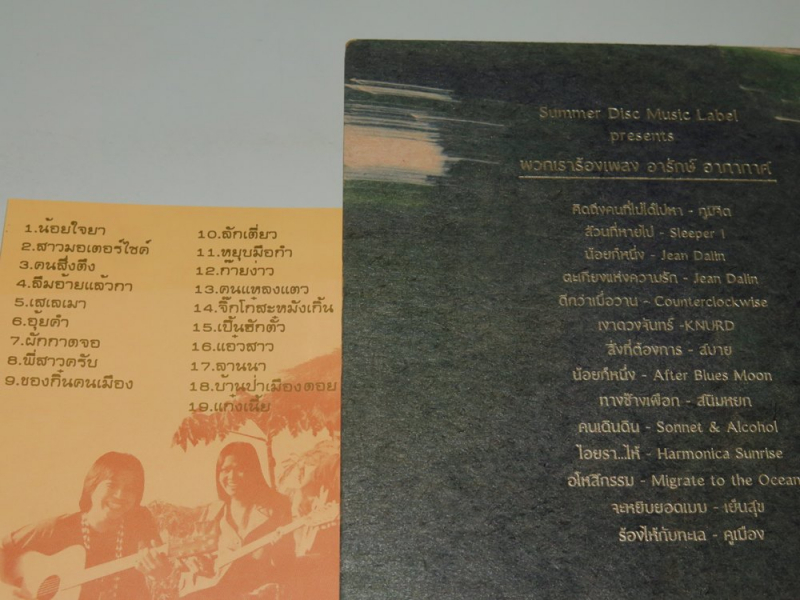 1.น้อยใจยา
2.สาวมอเตอร์ไซค์
3.คนสึ่งตึง
4.ลืมอ้ายแล้วกา
5.เสเลเมา
6.อุ้ยคำ
7.ผักกาดจอ
8.พี่สาวครับ
9.ของกิ๋นคนเมือง
10.ลักเตี่ยว
11.หยุบมือกำ
12.ก๊ายง่าว
13.คนแหลงแตว
14.จิ๊กโก๋สะหมังเกิ้น
15.เปิ้นฮักตั๋ว
16.แอ๋วสาว
17.ลานนา
18.บ้านป่าเมืองดอย
19.แก๋งเนี้ย
Summer Disc Music Label
presents
พวกเราร้องเพลง อารักษ์ อาภากาศ
คิดถึงคนที่ไม่ได้ไปหา - ภูมิจิต
ส่วนที่หายไป - Sleeper 1
น้อยก็หนึ่ง - Jean Dalin
ตะเกียงแห่งความรัก - Jean Dalin
ดีกว่าเมื่อวาน - Counterclockwise
เงาดวงจันทร์ -KNURD
สิ่งที่ต้องการ - สบาย
น้อยก็หนึ่ง - After Blues Moon
ทางช้างเผือก - สนิมหยก
คนเดินดิน - Sonnet & Alcohol
โอยรา...ไห้ - Harmonica Sunrise
อโหสิกรรม - Migrate to the Ocean
จะหยิบยอดเมฆ - เย็นสุข
ร้องไห้กับทะเล - คูเมือง